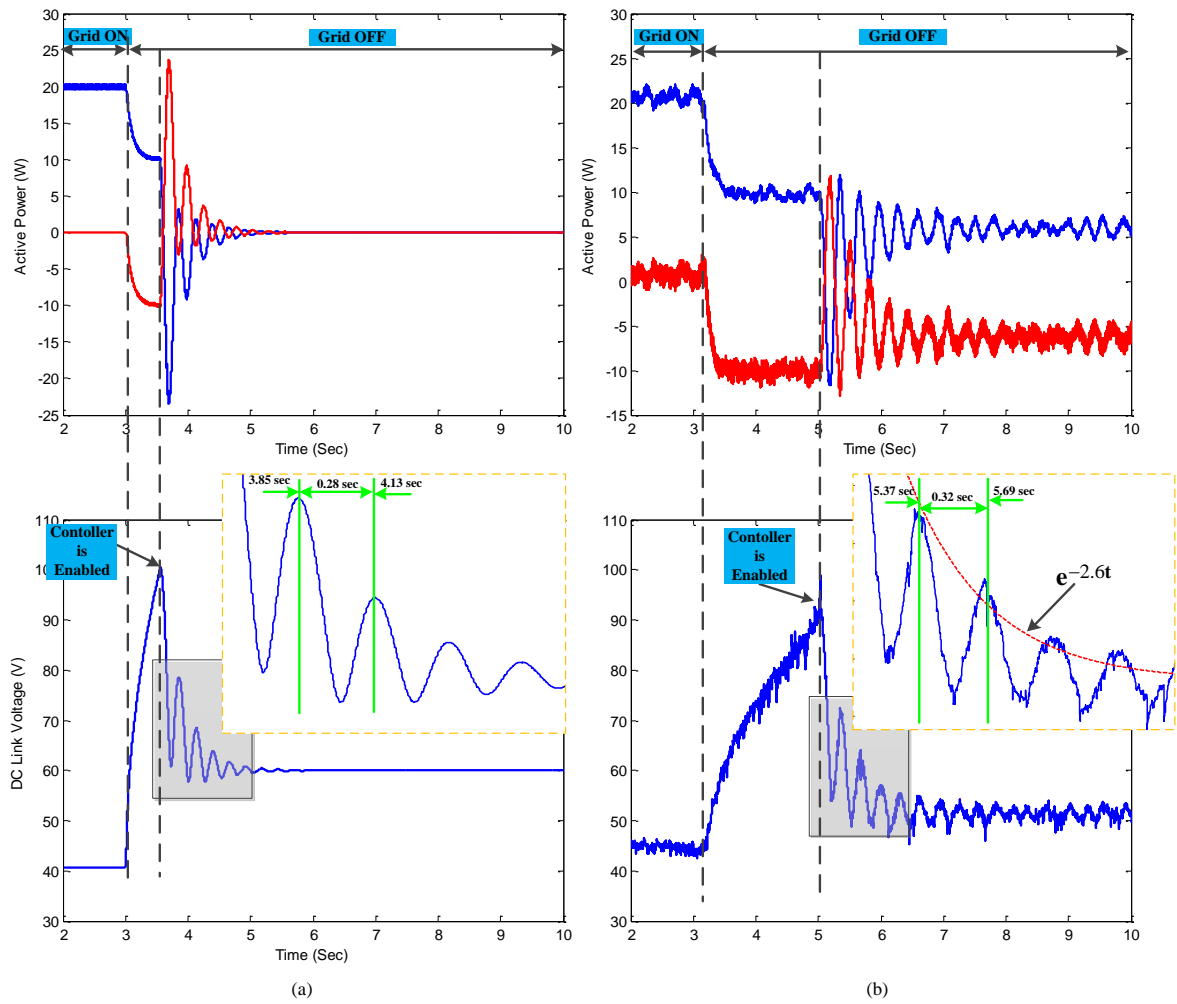 Grid ON
Grid OFF
30
25
20
15
10
5
0
-5
-10
-15
-20
-25
Active Power (W)
2 3 4 5 6 7 8 9 10
Time (Sec)
Grid ON
Grid OFF
30
25
20
15
10
5
0
-5
-10
-15
Active Power (W)
2 3 4 5 6 7 8 9 10
Time (Sec)
3.85 sec
0.28 sec
4.13 sec
Contoller
is
Enabled
110
100
90
80
70
60
50
40
30
DC Link Voltage (V)
2 3 4 5 6 7 8 9 10
Time (Sec)
(a)
5.37 sec
0.32 sec
5.69 sec
e^-2.6t
Contoller
is
Enabled
110
100
90
80
70
60
50
40
30
2 3 4 5 6 7 8 9 10
(b)